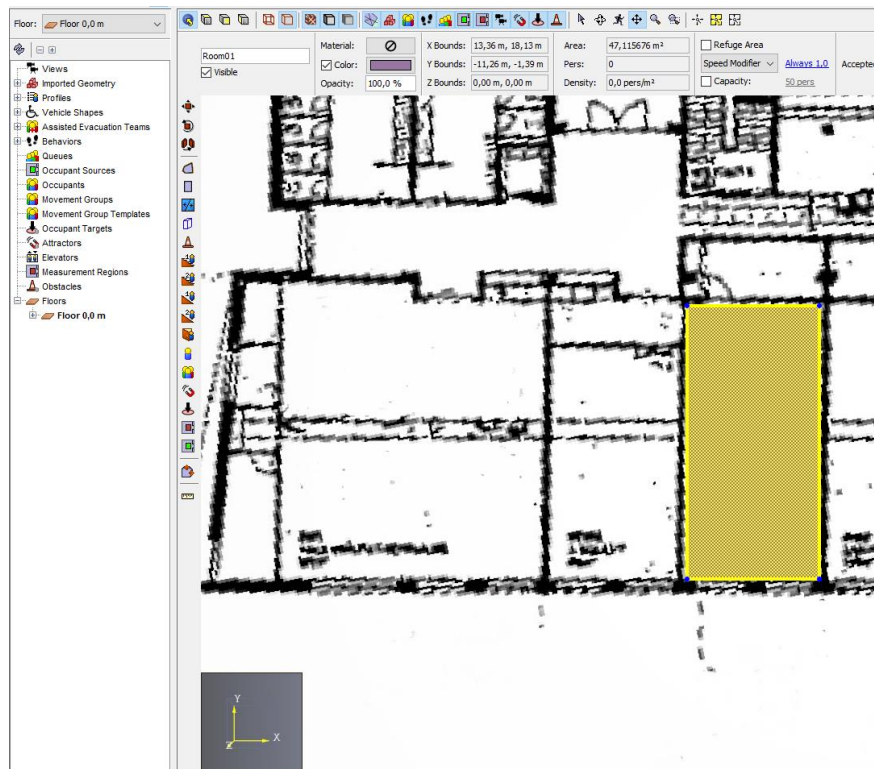 Floor: Floor 0,0 m
Views
Imported Geometry
Profiles
Vehicle Shapes
Assisted Evacuation Teams
Behaviors
Queues
Occupant Sources
Occupants
Movement Groups
Movement Group Templates
Occupant Targets
Attractors
Elevators
Measurement Regions
Obstacles
Floors
Floor 0,0 m
Room01
Visible
Material:
Color:
Opacity: 100,0 %
X Bounds: 13,36 m, 18,13 m
Y Bounds: -11,26 m, -1,39 m
Z Bounds: 0,00 m, 0,00 m
Area: 47,115676 m²
Pers: 0
Density: 0,0 pers/m²
Refuge Area
Speed Modifier Always 1,0
Capacity: 50 pers
Accepted
Y
X
Z